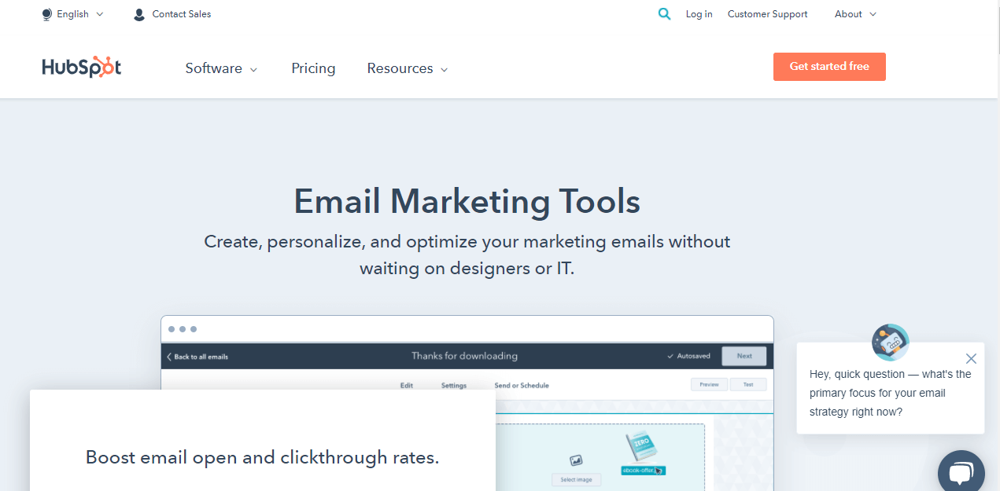 English
Contact Sales
Log in
Customer Support
About
HubSpot
Software
Pricing
Resources
Get started free
Email Marketing Tools
Create, personalize, and optimize your marketing emails without
waiting on designers or IT.
Back to all emails
Thanks for downloading
Autosaved
Next
Edit
Settings
Send or Schedule
Preview
Test
Hey, quick question — what's the
primary focus for your email
strategy right now?
Boost email open and clickthrough rates.
ZERO
ebook-offer
Select image